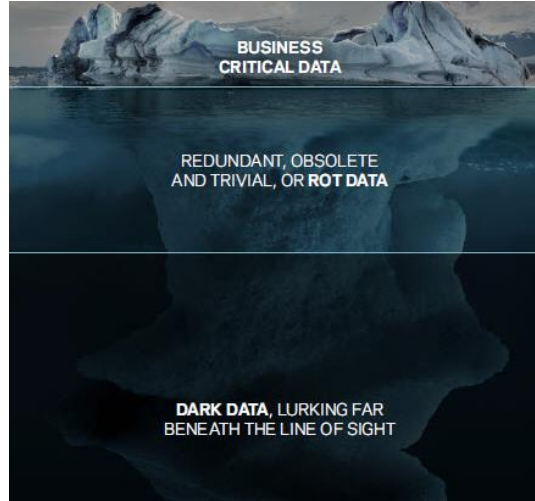 BUSINESS
CRITICAL DATA
REDUNDANT, OBSOLETE
AND TRIVIAL, OR ROT DATA
DARK DATA, LURKING FAR
BENEATH THE LINE OF SIGHT